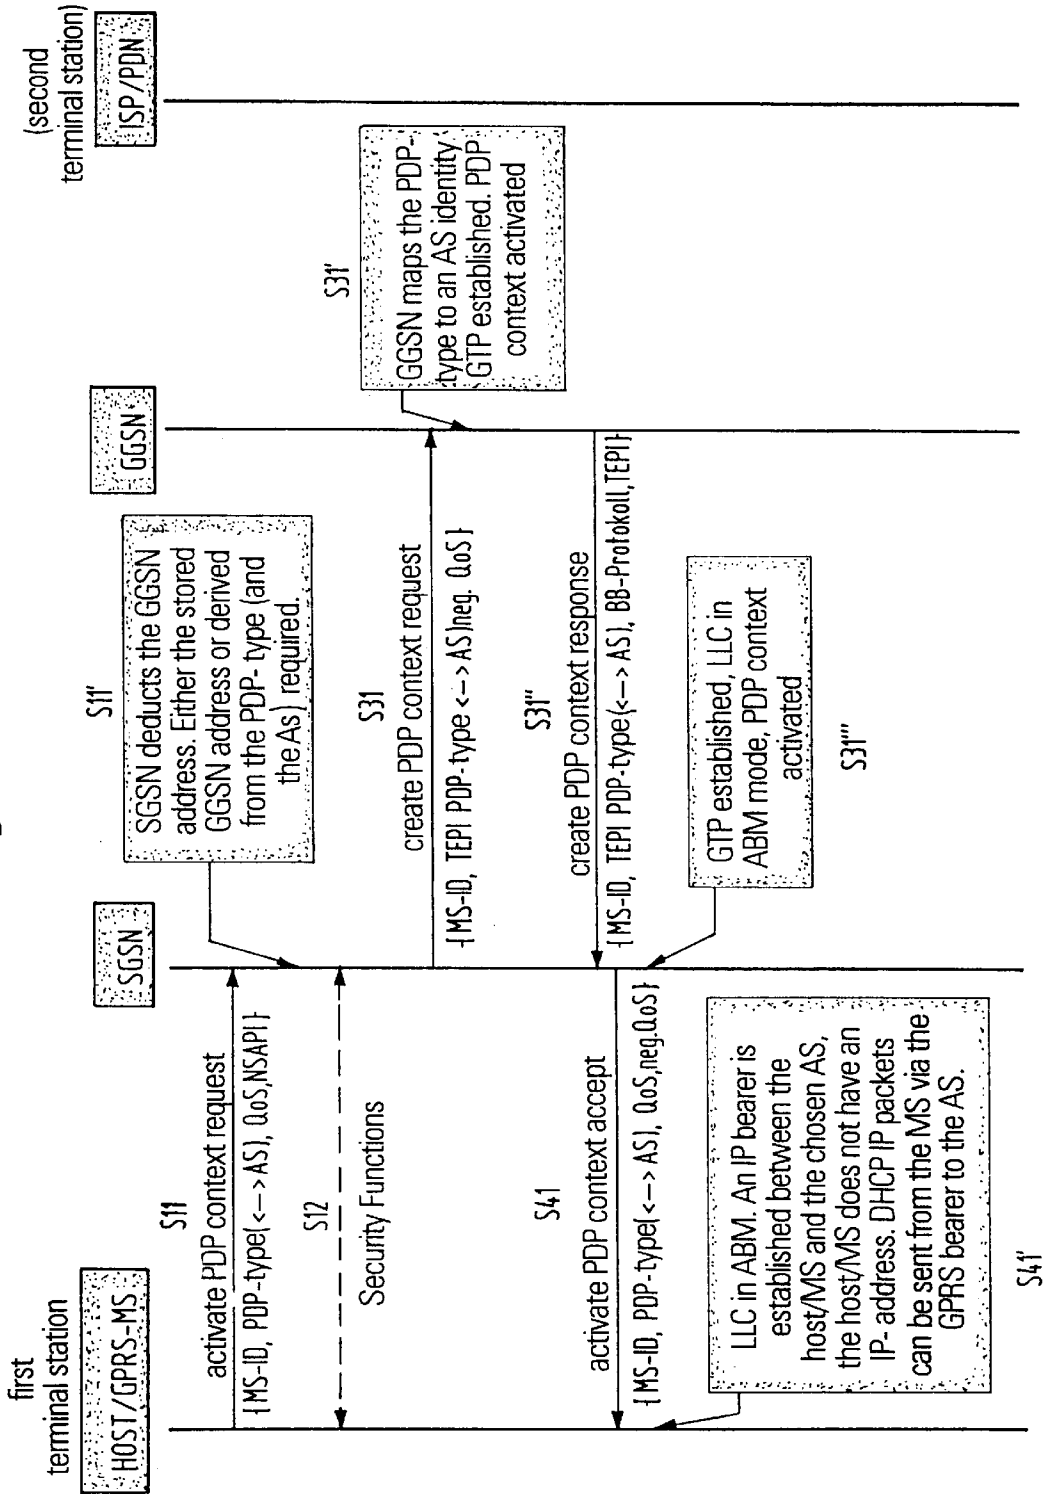 first
terminal station
HOST/GPRS-MS
SGSN
GGSN
(second
terminal station)
ISP/PDN
S11
activate PDP context request
{MS-ID, PDP-type(<-->AS), QoS,NSAPI}
S11'
SGSN deducts the GGSN
address. Either the stored
GGSN address or derived
from the PDP- type (and
the As) required.
S12
Security Functions
S31
create PDP context request
{MS-ID, TEPI PDP-type <-->AS)neg. QoS}
S31'
GGSN maps the PDP-
type to an AS identity
GTP established. PDP
context activated
S31''
create PDP context response
{MS-ID, TEPI PDP-type(<-->AS), BB-Protokoll,TEPI}
GTP established, LLC in
ABM mode, PDP context
activated
S31'''
S41
activate PDP context accept
{MS-ID, PDP-type(<-->AS), QoS,neg.QoS}
LLC in ABM. An IP bearer is
established between the
host/MS and the chosen AS,
the host/MS does not have an
IP- address. DHCP IP packets
can be sent from the MS via the
GPRS bearer to the AS.
S41'